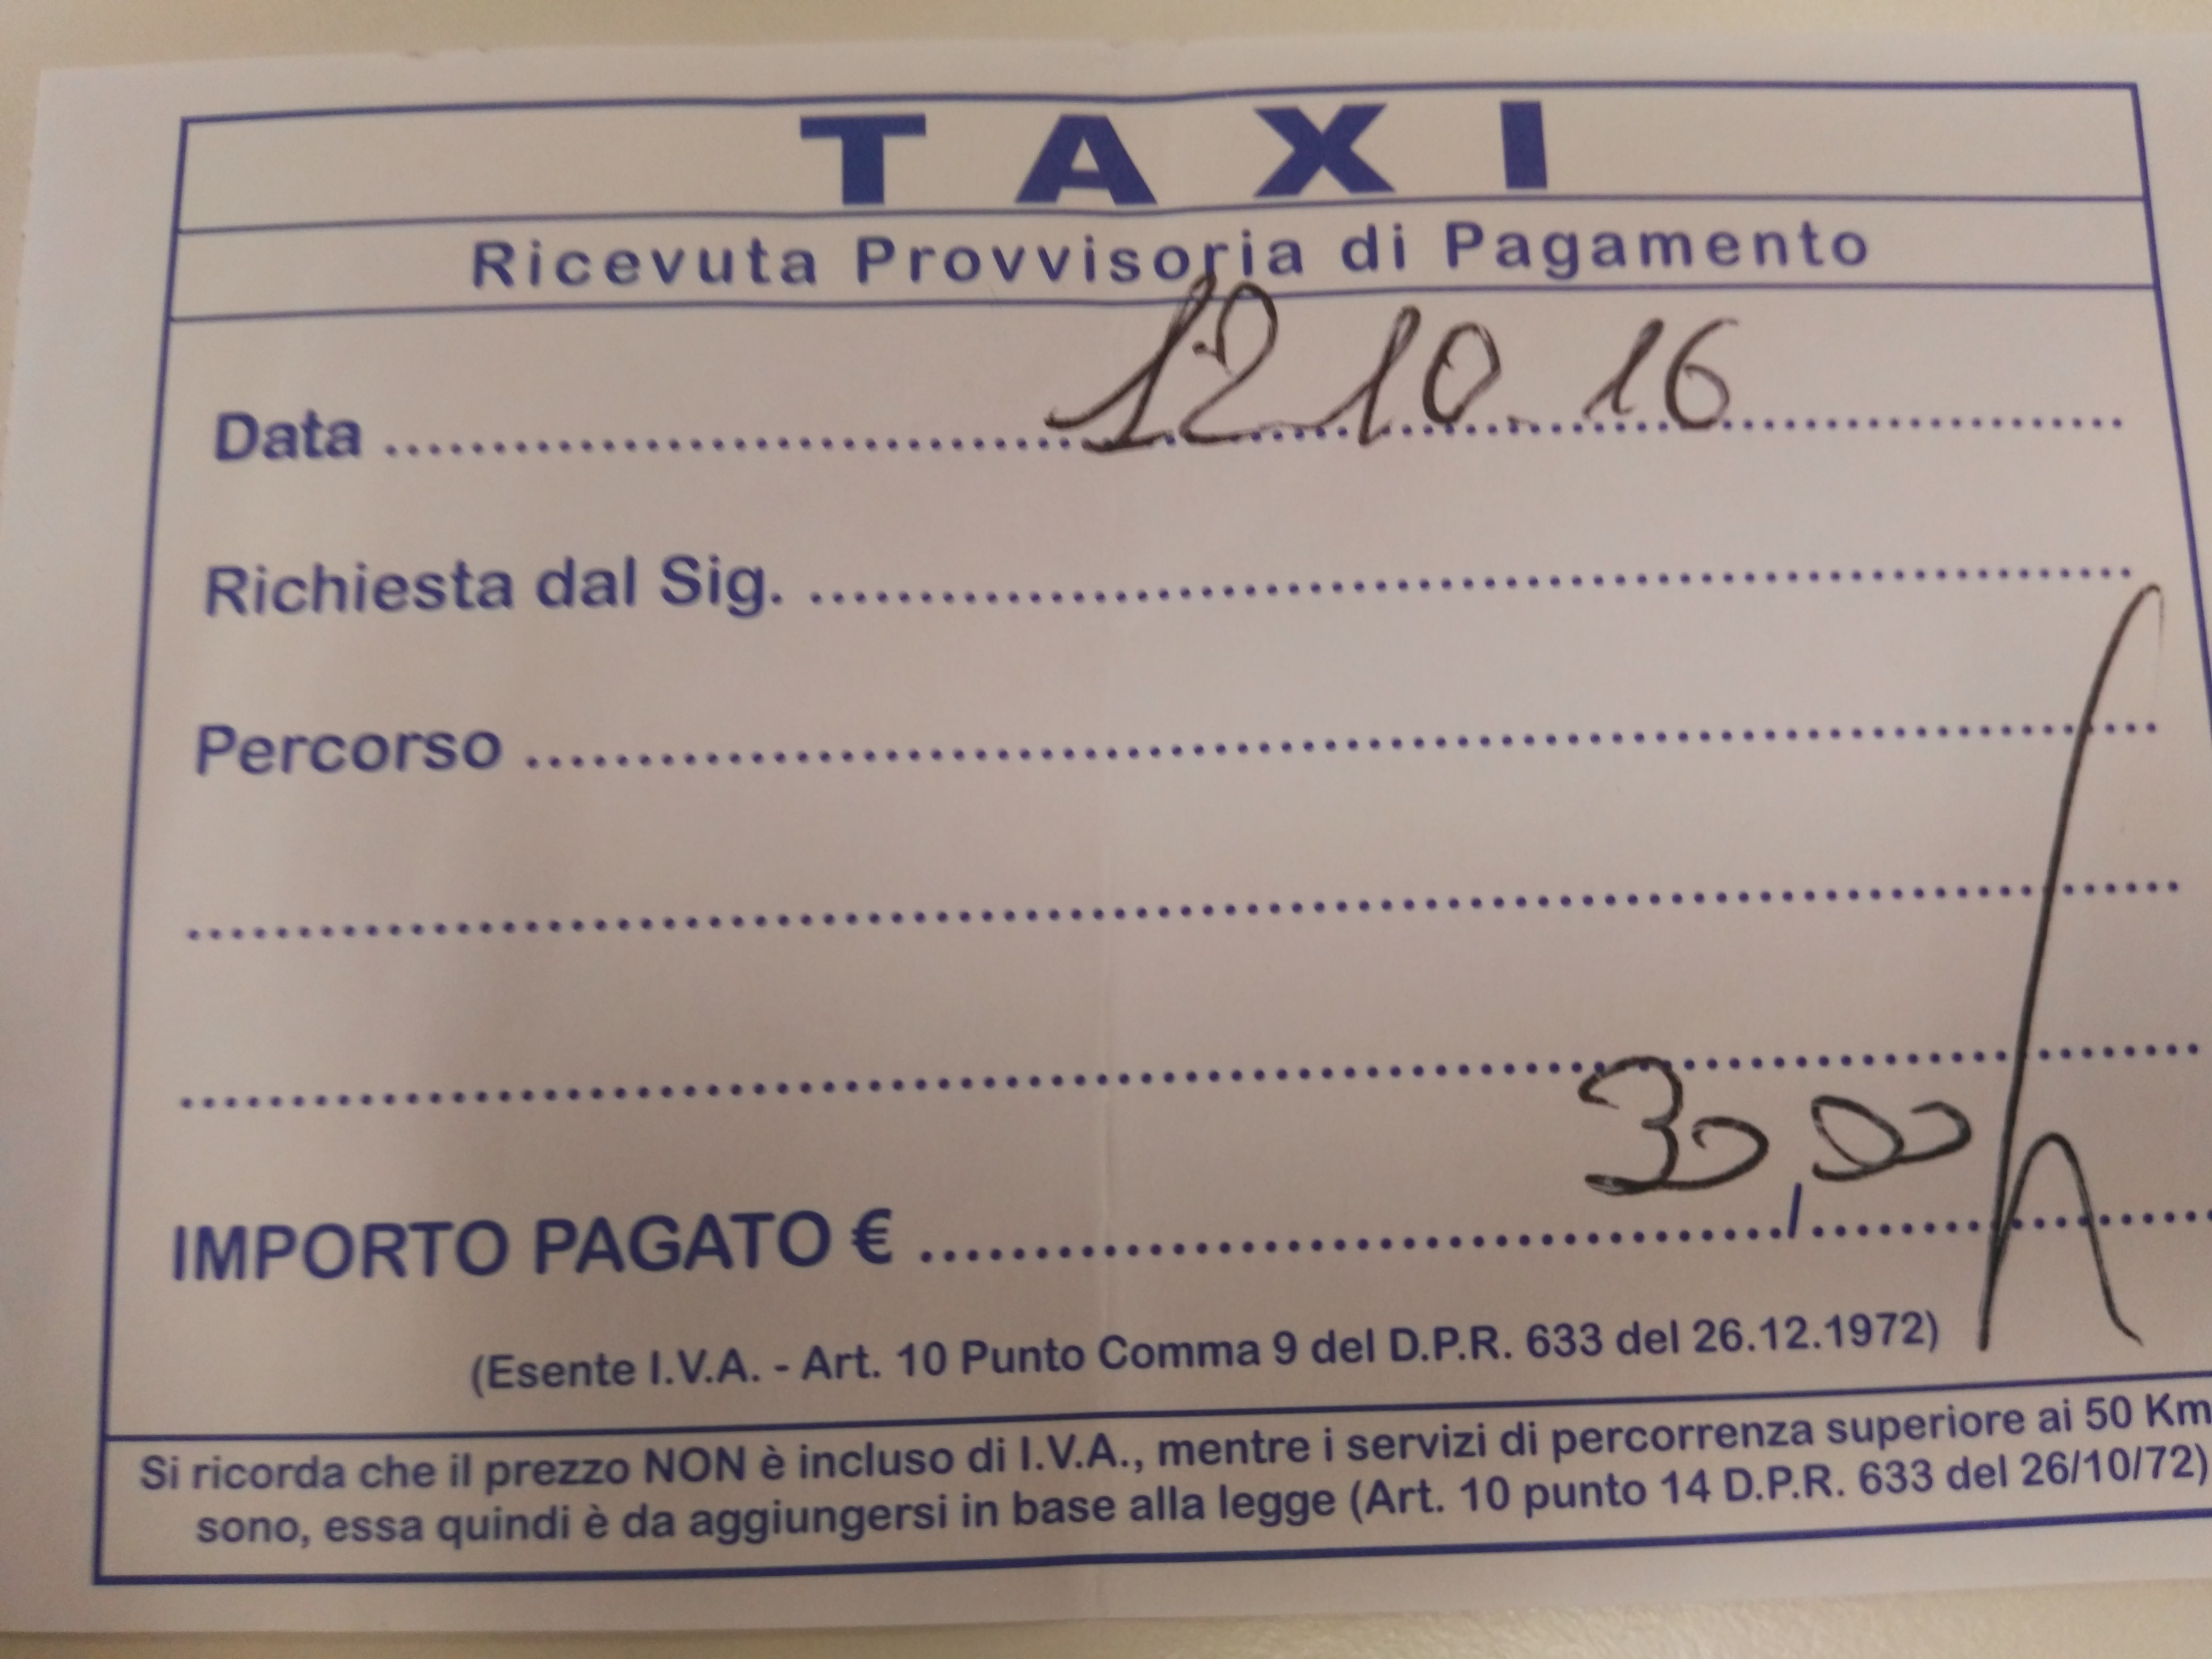 TAXI
Ricevuta Provvisoria di Pagamento
Data .......... 12 10. 16
Richiesta dal Sig. ..........
Percorso ..........
IMPORTO PAGATO € .......... 30,00
(Esente I.V.A. - Art. 10 Punto Comma 9 del D.P.R. 633 del 26.12.1972)
Si ricorda che il prezzo NON è incluso di I.V.A., mentre i servizi di percorrenza superiore ai 50 Km
sono, essa quindi è da aggiungersi in base alla legge (Art. 10 punto 14 D.P.R. 633 del 26/10/72)